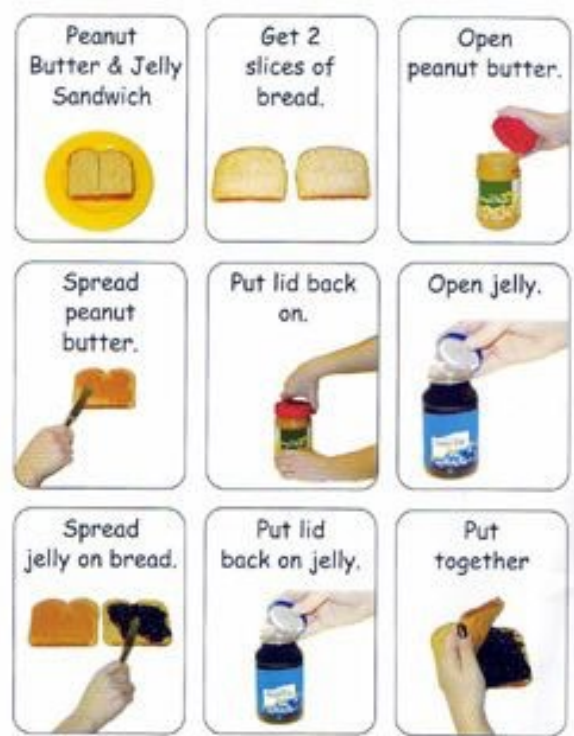 Peanut
Butter & Jelly
Sandwich
Get 2
slices of
bread.
Open
peanut butter.
Spread
peanut
butter.
Put lid back
on.
Open jelly.
Spread
jelly on bread.
Put lid
back on jelly.
Put
together